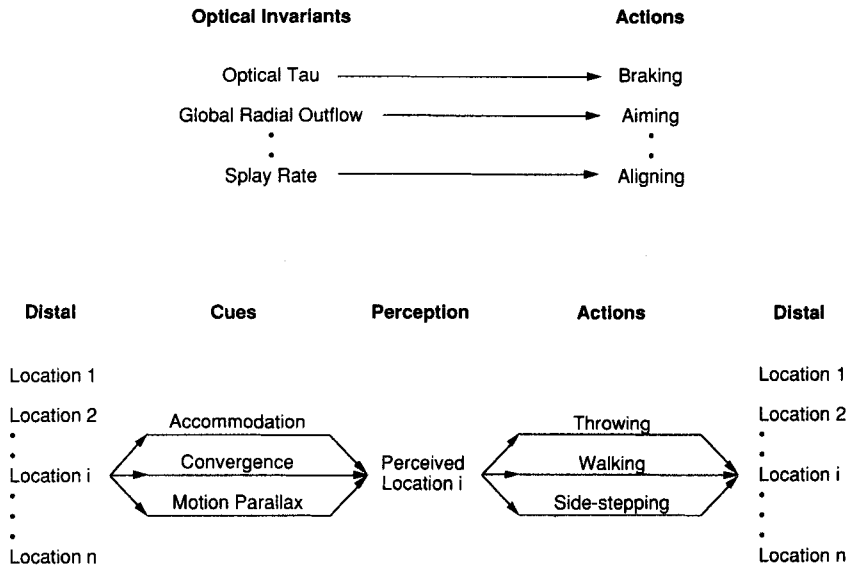 Optical Invariants Actions
Optical Tau Braking
Global Radial Outflow Aiming
Splay Rate Aligning
Distal Cues Perception Actions Distal
Location 1 Location 1
Location 2 Accommodation Throwing Location 2
Location i Convergence Perceived Location i Walking Location i
Motion Parallax Side-stepping
Location n Location n